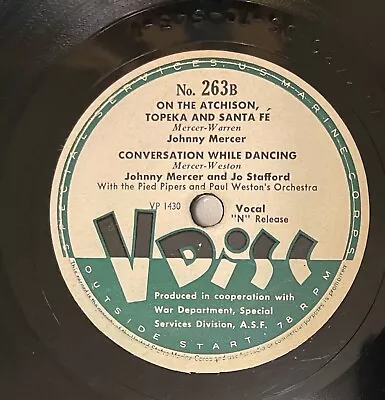 SPECIAL SERVICES, U.S. MARINE CORPS
No. 263B
ON THE ATCHISON,
TOPEKA AND SANTA FÉ
Mercer-Warren
Johnny Mercer
CONVERSATION WHILE DANCING
Mercer-Weston
Johnny Mercer and Jo Stafford
With the Pied Pipers and Paul Weston's Orchestra
VP 1430
Vocal
"N" Release
V DISC
Produced in cooperation with
War Department, Special
Services Division, A.S.F.
OUTSIDE START · 78 RPM